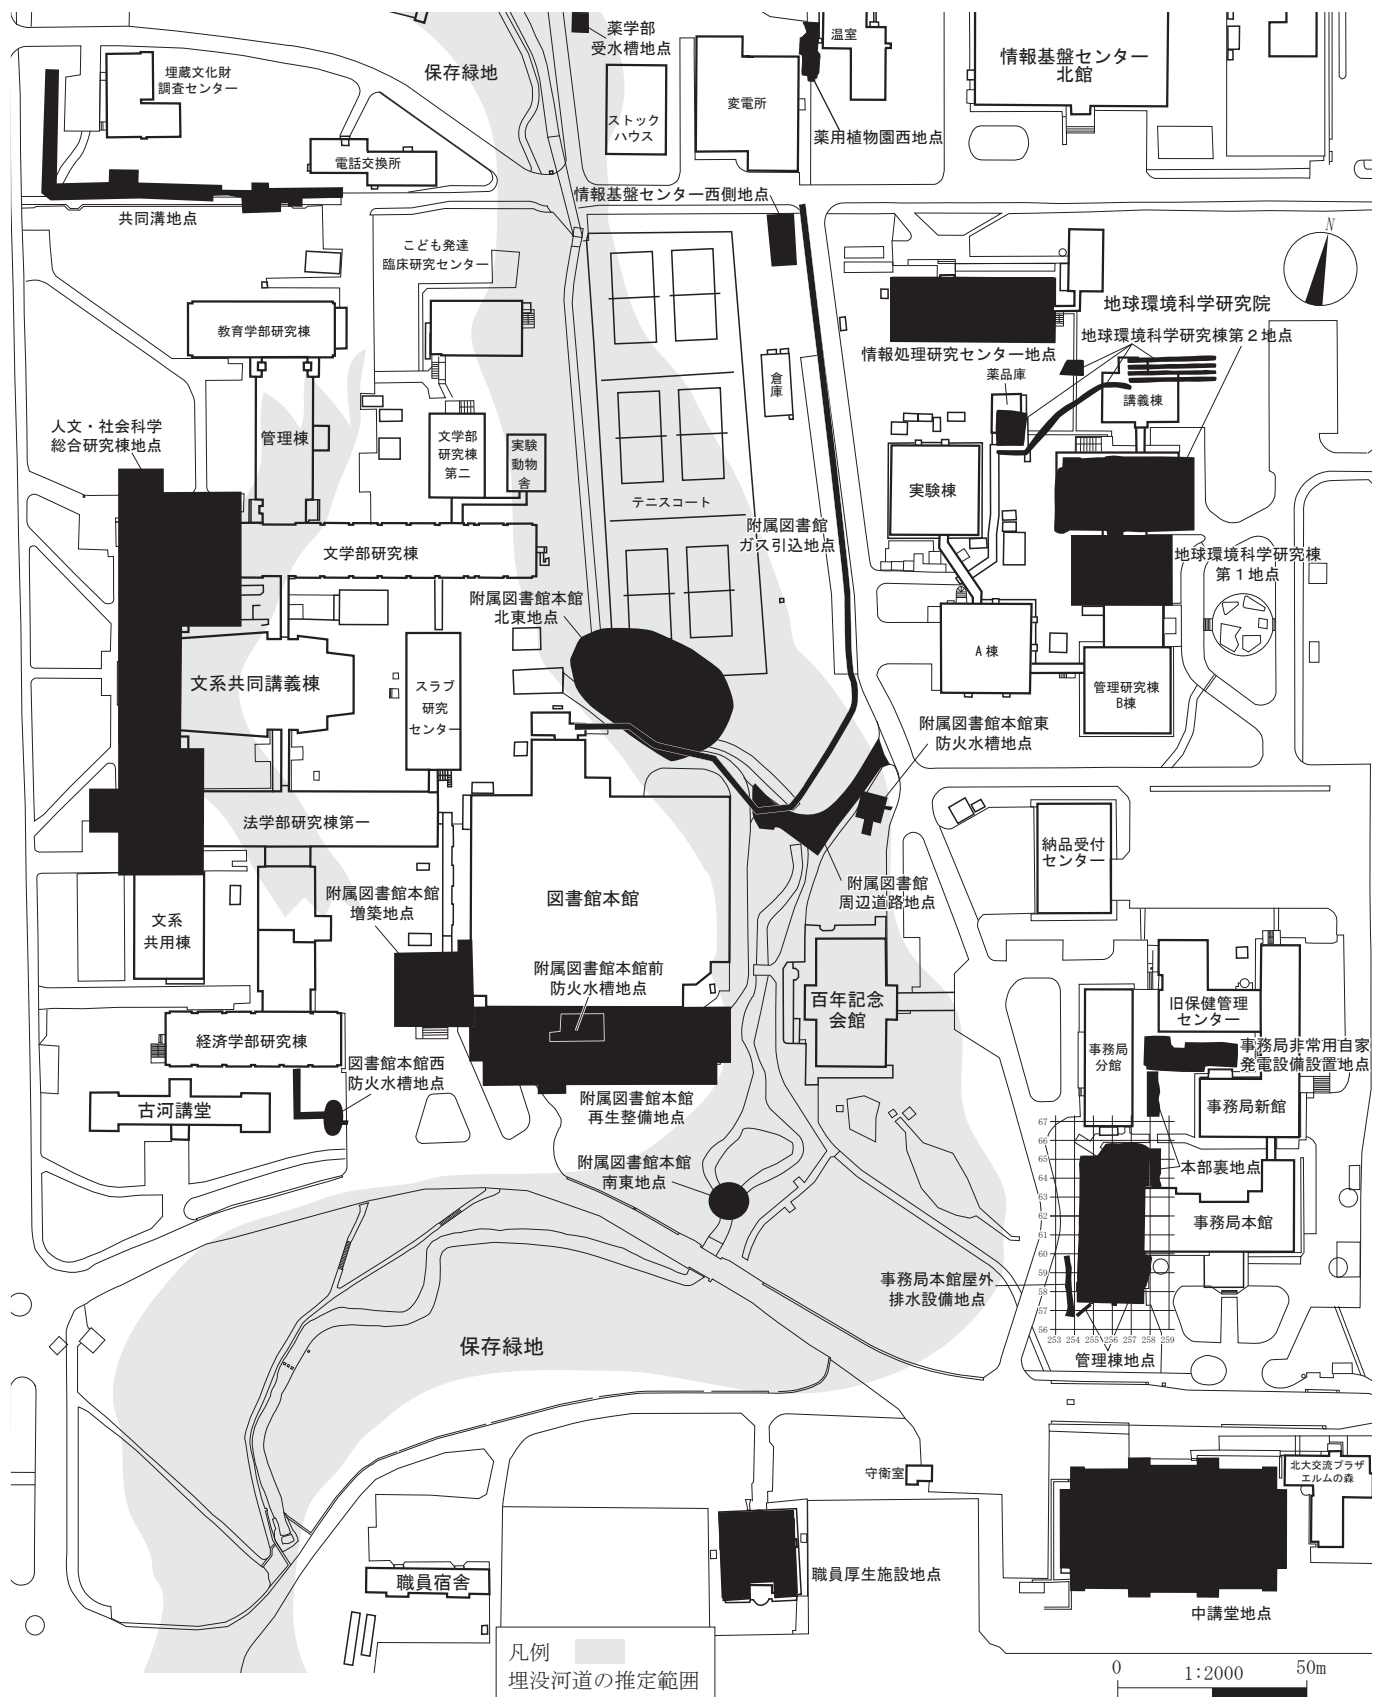 薬学部
受水槽地点
温室
保存緑地
情報基盤センター
北館
埋蔵文化財
調査センター
変電所
ストック
ハウス
薬用植物園西地点
電話交換所
共同溝地点
情報基盤センター西側地点
N
こども発達
臨床研究センター
地球環境科学研究院
教育学部研究棟
地球環境科学研究棟第2地点
情報処理研究センター地点
薬品庫
倉庫
講義棟
人文・社会科学
総合研究棟地点
管理棟
文学部
研究棟
第二
実験
動物
舎
実験棟
テニスコート
附属図書館
ガス引込地点
文学部研究棟
地球環境科学研究棟
第1地点
附属図書館本館
北東地点
A棟
文系共同講義棟
スラブ
研究
センター
管理研究棟
B棟
附属図書館本館東
防火水槽地点
法学部研究棟第一
納品受付
センター
附属図書館
周辺道路地点
附属図書館本館
増築地点
図書館本館
文系
共用棟
附属図書館本館前
防火水槽地点
百年記念
会館
旧保健管理
センター
経済学部研究棟
事務局
分館
事務局非常用自家
発電設備設置地点
図書館本館西
防火水槽地点
古河講堂
附属図書館本館
再生整備地点
事務局新館
67
66
65
64
63
62
61
60
59
58
57
56
253 254 255 256 257 258 259
本部裏地点
附属図書館本館
南東地点
事務局本館
事務局本館屋外
排水設備地点
保存緑地
管理棟地点
守衛室
北大交流プラザ
エルムの森
職員宿舎
職員厚生施設地点
中講堂地点
凡例
埋没河道の推定範囲
0 1:2000 50m